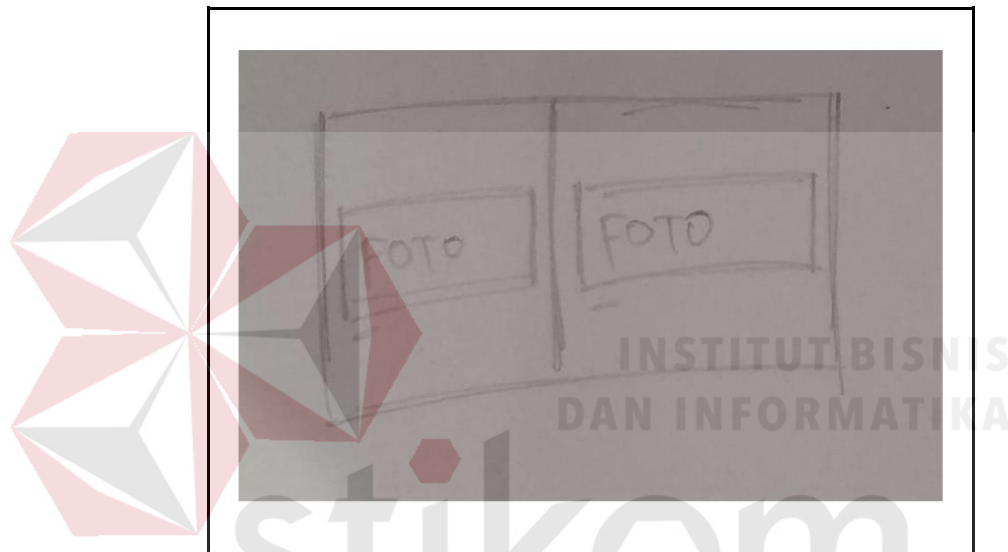 FOTO
FOTO
INSTITUT BISNIS
DAN INFORMATIKA
stikom